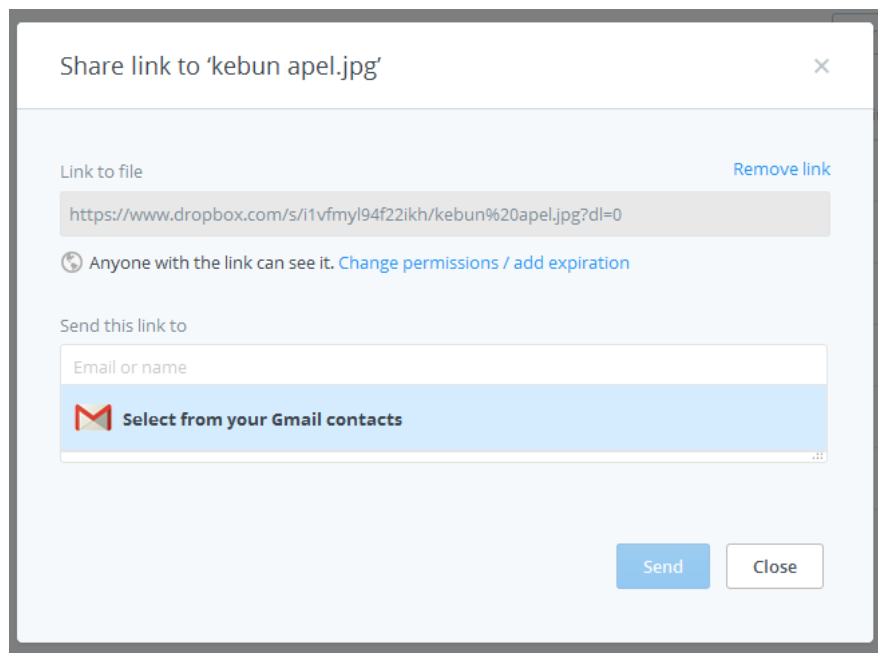 Share link to ‘kebun apel.jpg’
Link to file
Remove link
https://www.dropbox.com/s/i1vfmyl94f22ikh/kebun%20apel.jpg?dl=0
Anyone with the link can see it. Change permissions / add expiration
Send this link to
Email or name
Select from your Gmail contacts
Send
Close